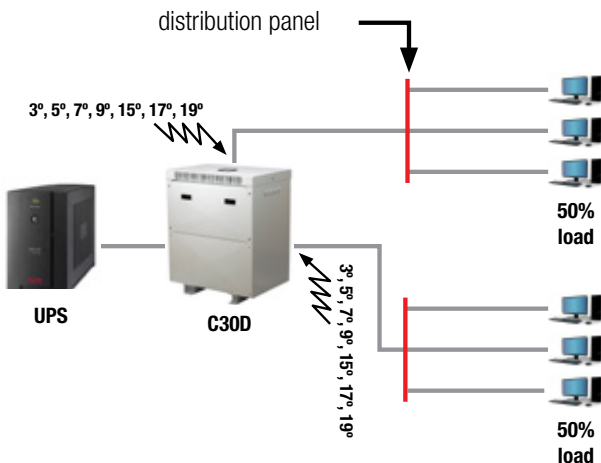 distribution panel
3º, 5º, 7º, 9º, 15º, 17º, 19º
50%
load
UPS
C30D
3º, 5º, 7º, 9º, 15º, 17º, 19º
50%
load